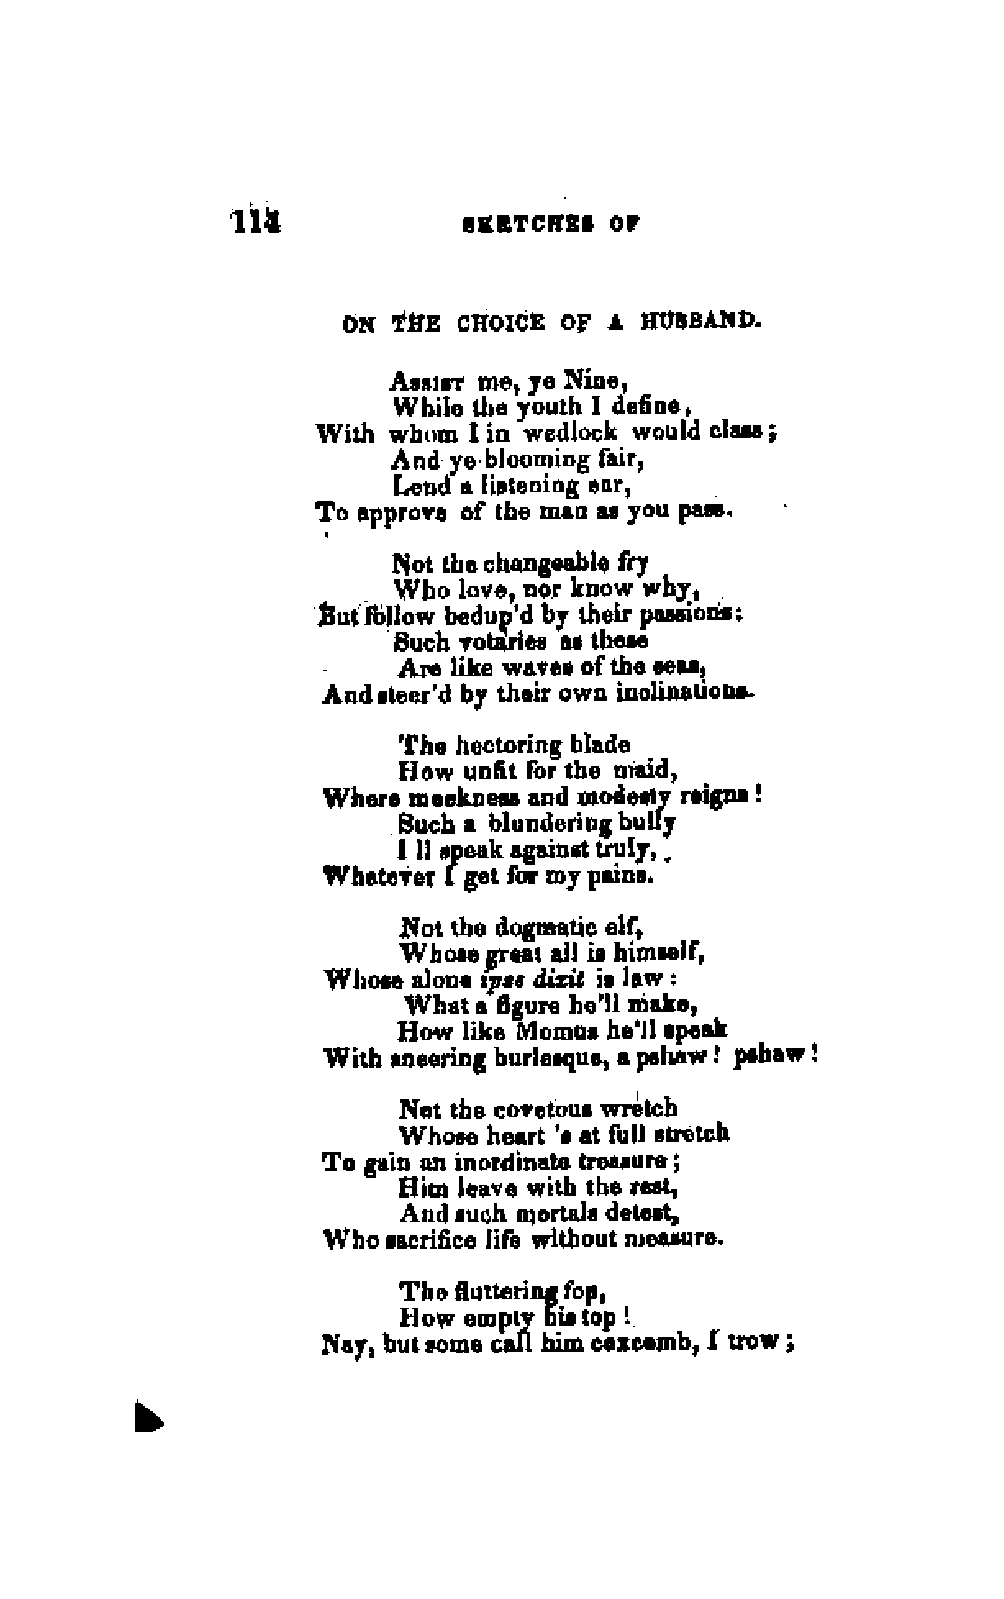 114 SKETCHES OF
ON THE CHOICE OF A HUSBAND.
ASSIST me, ye Nine,
While the youth I define,
With whom I in wedlock would class;
And ye blooming fair,
Lend a listening ear,
To approve of the man as you pass.
Not the changeable fry
Who love, nor know why,
But follow bedup'd by their passions:
Such votaries as these
Are like waves of the seas,
And steer'd by their own inclinations.
The hectoring blade
How unfit for the maid,
Where meekness and modesty reigns!
Such a blundering bully
I ll speak against truly,
Whatever I get for my pains.
Not the dogmatic elf,
Whose great all is himself,
Whose alone ipse dixit is law:
What a figure he'll make,
How like Momus he'll speak
With sneering burlesque, a pshaw! pshaw!
Not the covetous wretch
Whose heart 's at full stretch
To gain an inordinate treasure;
Him leave with the rest,
And such mortals detest,
Who sacrifice life without measure.
The fluttering fop,
How empty his top!
Nay, but some call him coxcomb, I trow;